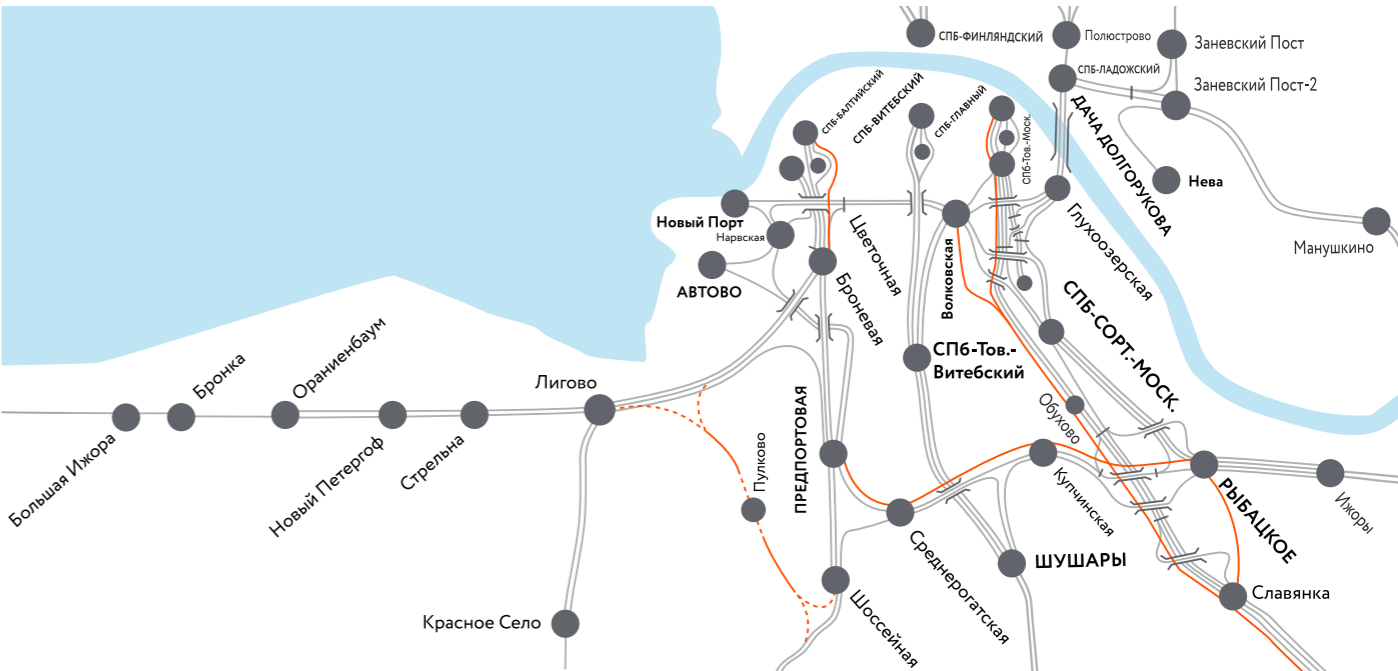 СПБ-ФИНЛЯНДСКИЙ
Полюстрово
Заневский Пост
СПБ-ЛАДОЖСКИЙ
Заневский Пост-2
СПБ-БАЛТИЙСКИЙ
СПБ-ВИТЕБСКИЙ
СПБ-ГЛАВНЫЙ
СПб-Тов.-Моск.
ДАЧА ДОЛГОРУКОВА
Нева
Новый Порт
Нарвская
Цветочная
Глухоозерская
Манушкино
АВТОВО
Броневая
Волковская
СПБ-СОРТ.-МОСК.
СПб-Тов.-
Витебский
Бронка
Ораниенбаум
Лигово
Обухово
Большая Ижора
Новый Петергоф
Стрельна
Пулково
ПРЕДПОРТОВАЯ
Купчинская
РЫБАЦКОЕ
Ижоры
Среднерогатская
ШУШАРЫ
Славянка
Шоссейная
Красное Село